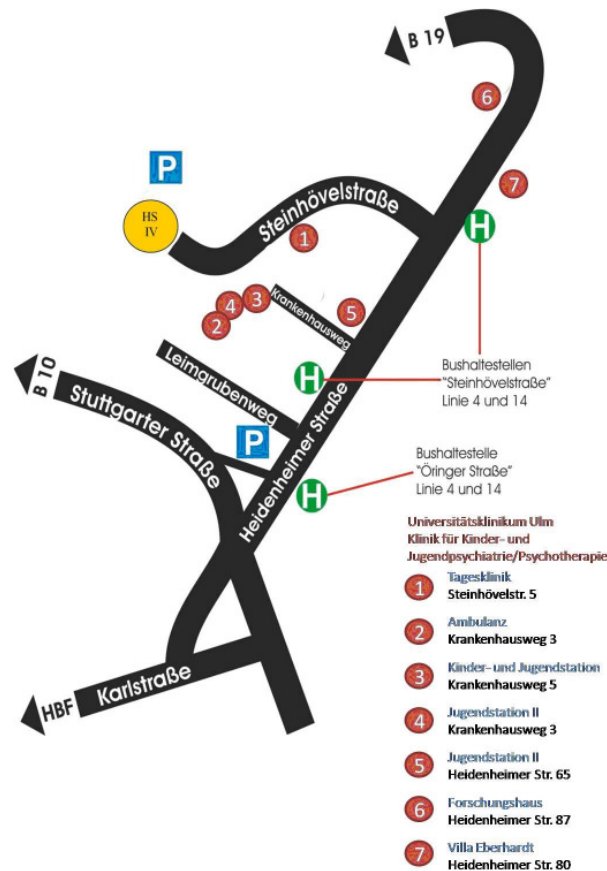 B 19
P
6
7
HS
IV
Steinhövelstraße
1
H
4
3
2
5
Krankenhausweg
Leimgrubenweg
H
Bushaltestellen
"Steinhövelstraße"
Linie 4 und 14
B 10
Stuttgarter Straße
P
Heidenheimer Straße
H
Bushaltestelle
"Öringer Straße"
Linie 4 und 14
Universitätsklinikum Ulm
Klinik für Kinder- und
Jugendpsychiatrie/Psychotherapie
1 Tagesklinik
Steinhövelstr. 5
2 Ambulanz
Krankenhausweg 3
3 Kinder- und Jugendstation
Krankenhausweg 5
4 Jugendstation II
Krankenhausweg 3
5 Jugendstation II
Heidenheimer Str. 65
6 Forschungshaus
Heidenheimer Str. 87
7 Villa Eberhardt
Heidenheimer Str. 80
HBF
Karlstraße